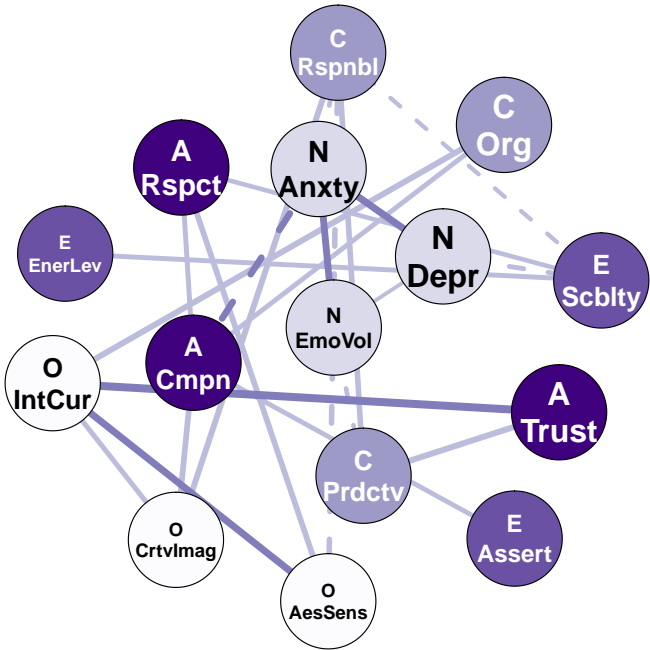 C
Rspnbl
C
Org
A
Rspct
N
Anxty
E
EnerLev
N
Depr
E
Scblty
N
EmoVol
A
Cmpn
O
IntCur
A
Trust
C
Prdctv
O
CrtvImag
E
Assert
O
AesSens